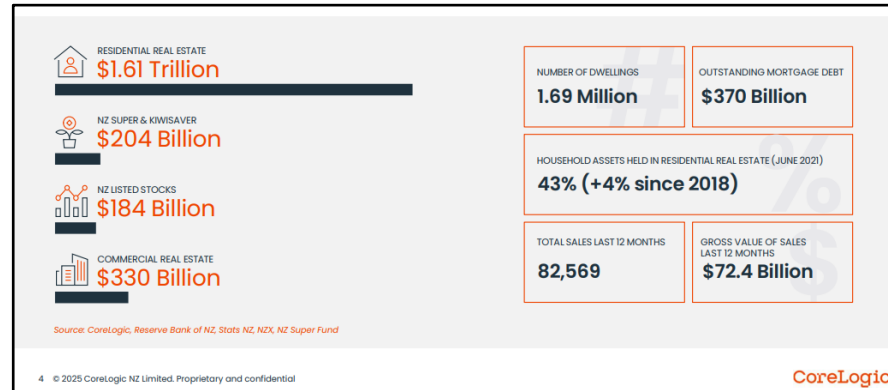 RESIDENTIAL REAL ESTATE
$1.61 Trillion
NZ SUPER & KIWISAVER
$204 Billion
NZ LISTED STOCKS
$184 Billion
COMMERCIAL REAL ESTATE
$330 Billion
Source: CoreLogic, Reserve Bank of NZ, Stats NZ, NZX, NZ Super Fund
#
NUMBER OF DWELLINGS
1.69 Million
OUTSTANDING MORTGAGE DEBT
$370 Billion
%
HOUSEHOLD ASSETS HELD IN RESIDENTIAL REAL ESTATE (JUNE 2021)
43% (+4% since 2018)
TOTAL SALES LAST 12 MONTHS
82,569
$
GROSS VALUE OF SALES
LAST 12 MONTHS
$72.4 Billion
4 © 2025 CoreLogic NZ Limited. Proprietary and confidential
CoreLogic